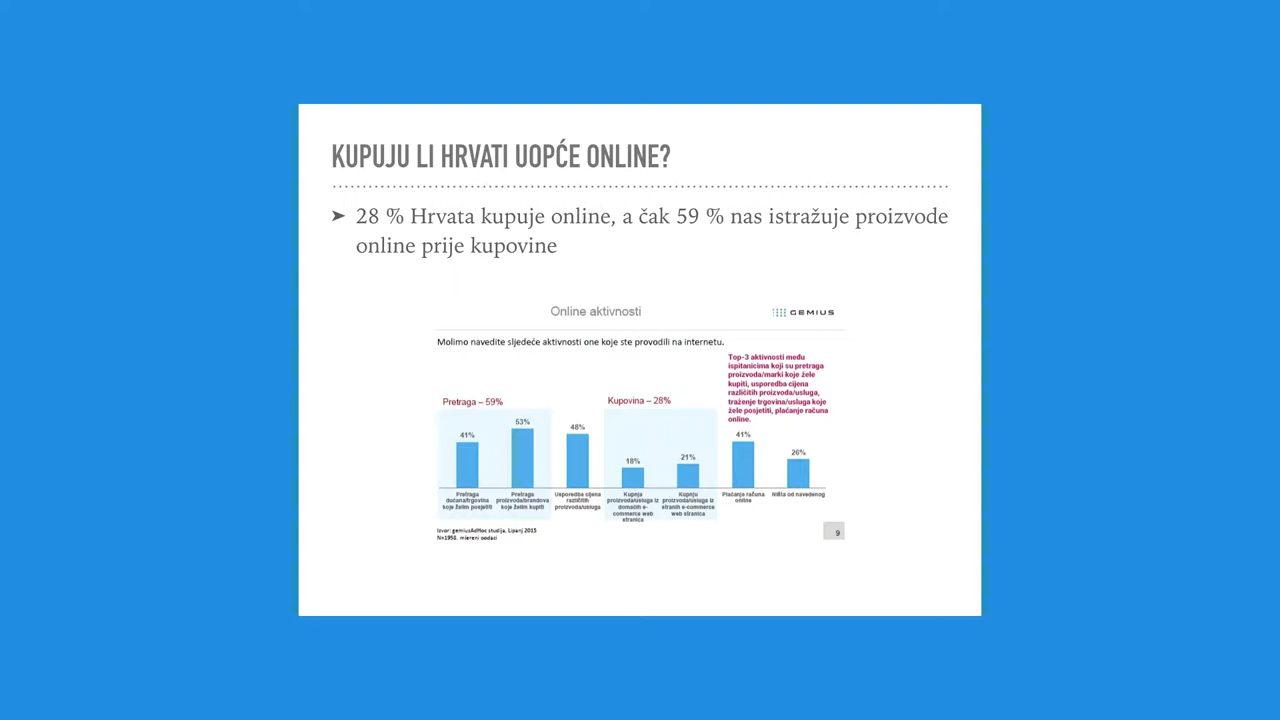 KUPUJU LI HRVATI UOPĆE ONLINE?
➤ 28 % Hrvata kupuje online, a čak 59 % nas istražuje proizvode
online prije kupovine
Online aktivnosti
GEMIUS
Molimo navedite sljedeće aktivnosti one koje ste provodili na internetu.
Top-3 aktivnosti među
ispitanicima koji su pretraga
proizvoda/marki koje žele
kupiti, usporedba cijena
različitih proizvoda/usluga,
traženje trgovina/usluga koje
žele posjetiti, plaćanje računa
online.
Pretraga – 59%
Kupovina – 28%
41%
53%
48%
18%
21%
41%
26%
Pretraga
dućana/trgovina
koje želim posjetiti
Pretraga
proizvoda/brandova
koje želim kupiti
Usporedba cijena
različitih
proizvoda/usluga
Kupnja
proizvoda/usluga iz
domaćih e-
commerce web
stranica
Kupnju
proizvoda/usluga iz
stranih e-commerce
web stranica
Plaćanje računa
online
Ništa od navedenog
Izvor: gemiusAdHoc studija, Lipanj 2015
N=1958, mjereni podaci
9